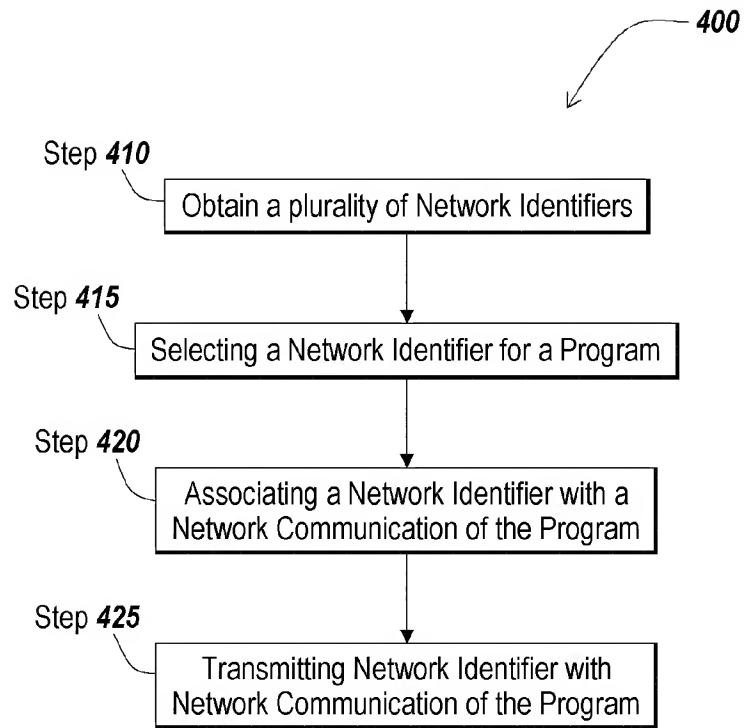 400
Step 410
Obtain a plurality of Network Identifiers
Step 415
Selecting a Network Identifier for a Program
Step 420
Associating a Network Identifier with a
Network Communication of the Program
Step 425
Transmitting Network Identifier with
Network Communication of the Program